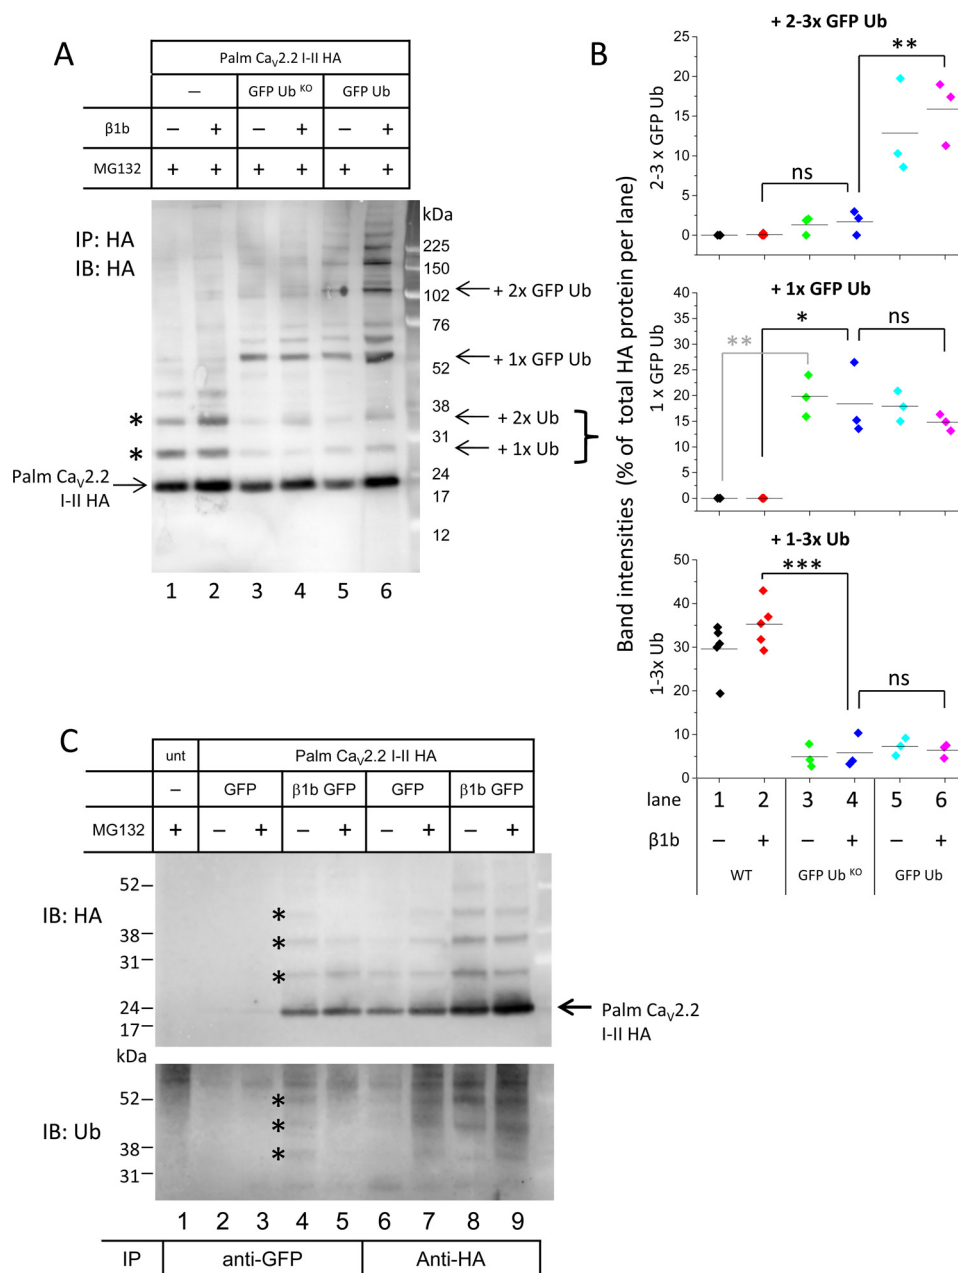 A
Palm CaV2.2 I-II HA
— GFP Ub KO GFP Ub
β1b – + – + – +
MG132 + + + + + +
IP: HA
IB: HA
kDa
225
150
102
76
52
38
31
24
17
12
+ 2x GFP Ub
+ 1x GFP Ub
+ 2x Ub
+ 1x Ub
*
*
Palm CaV2.2
I-II HA
1 2 3 4 5 6
B
Band intensities (% of total HA protein per lane)
+ 2-3x GFP Ub
2-3 x GFP Ub
25
20
15
10
5
0
ns
**
+ 1x GFP Ub
1 x GFP Ub
40
35
30
25
20
15
10
5
0
**
*
ns
+ 1-3x Ub
1-3x Ub
50
40
30
20
10
0
***
ns
lane 1 2 3 4 5 6
β1b – + – + – +
WT GFP Ub KO GFP Ub
C
unt Palm CaV2.2 I-II HA
– GFP β1b GFP GFP β1b GFP
MG132 + – + – + – + – +
IB: HA
52
38
31
24
17
kDa
*
*
*
Palm CaV2.2
I-II HA
IB: Ub
52
38
31
*
*
*
1 2 3 4 5 6 7 8 9
IP anti-GFP Anti-HA